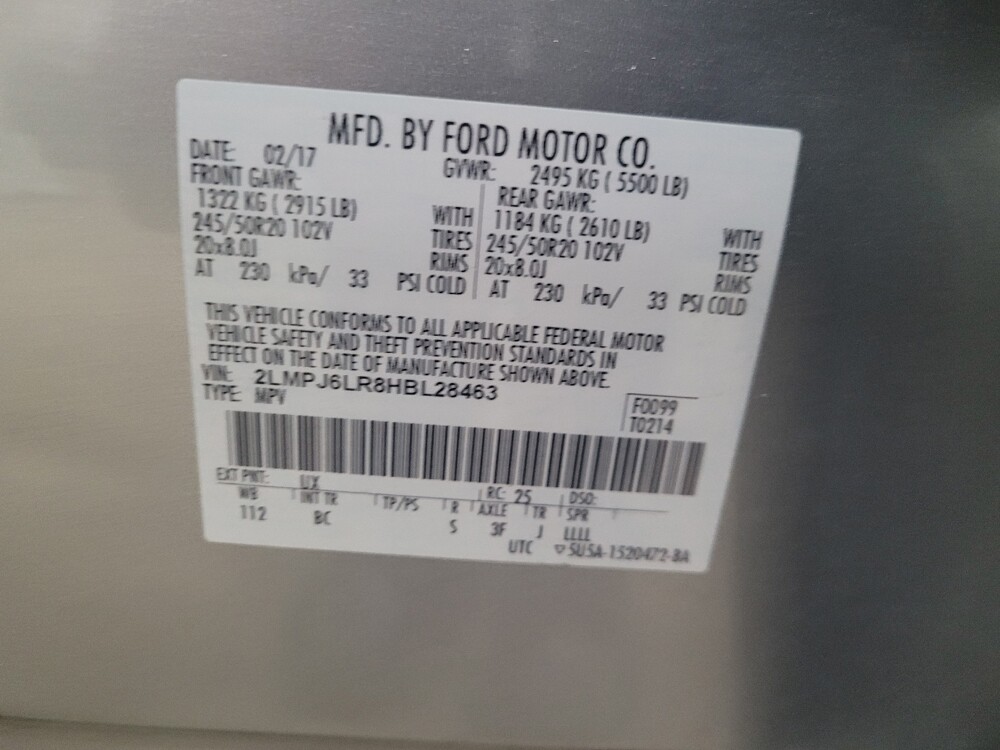 MFD. BY FORD MOTOR CO.
DATE: 02/17 GVWR: 2495 KG ( 5500 LB)
FRONT GAWR: REAR GAWR:
1322 KG ( 2915 LB) WITH 1184 KG ( 2610 LB) WITH
245/50R20 102V TIRES 245/50R20 102V TIRES
20x8.0J RIMS 20x8.0J RIMS
AT 230 kPa/ 33 PSI COLD AT 230 kPa/ 33 PSI COLD
THIS VEHICLE CONFORMS TO ALL APPLICABLE FEDERAL MOTOR
VEHICLE SAFETY AND THEFT PREVENTION STANDARDS IN
EFFECT ON THE DATE OF MANUFACTURE SHOWN ABOVE.
VIN: 2LMPJ6LR8HBL28463
TYPE: MPV F0099
T0214
EXT PNT: UX RC: 25 DSO:
WB INT TR TP/PS R AXLE TR SPR
112 BC S 3F J LLLL
UTC ▽5U5A-1520472-BA